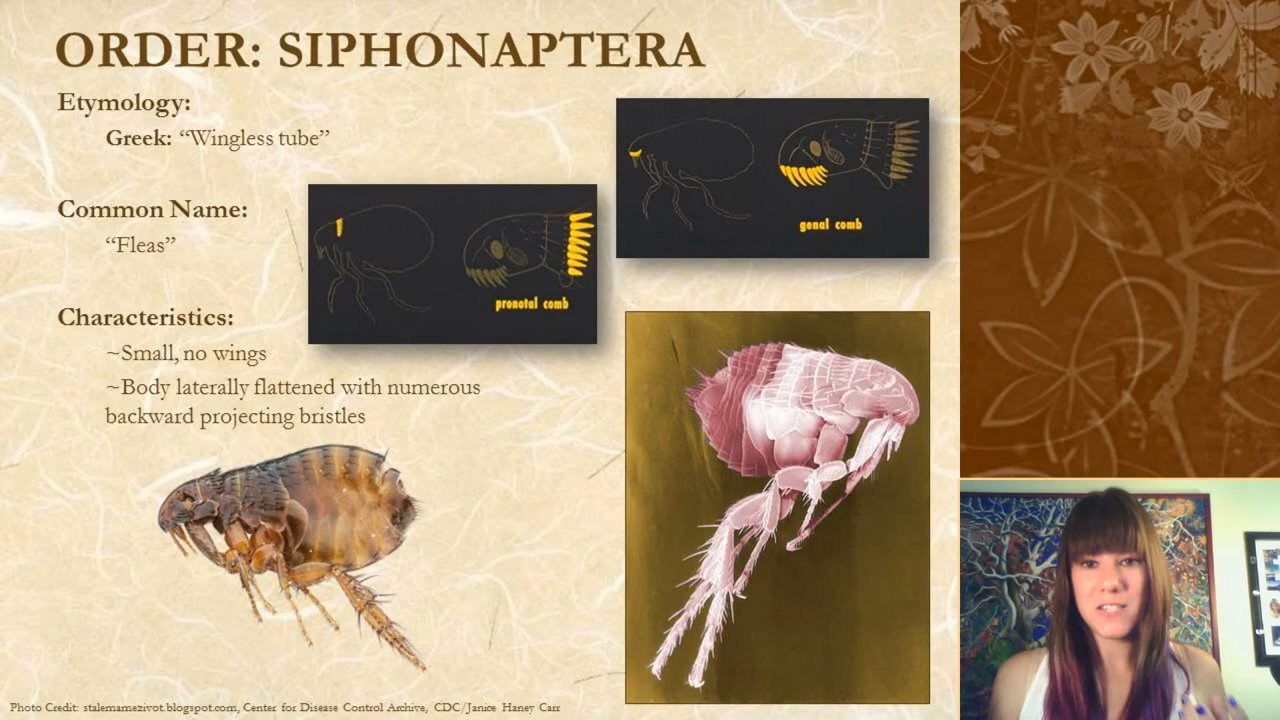 ORDER: SIPHONAPTERA
Etymology:
Greek: “Wingless tube”
Common Name:
“Fleas”
Characteristics:
~Small, no wings
~Body laterally flattened with numerous
backward projecting bristles
pronotal comb
genal comb
Photo Credit: stalemamezivot.blogspot.com, Center for Disease Control Archive, CDC/Janice Haney Carr